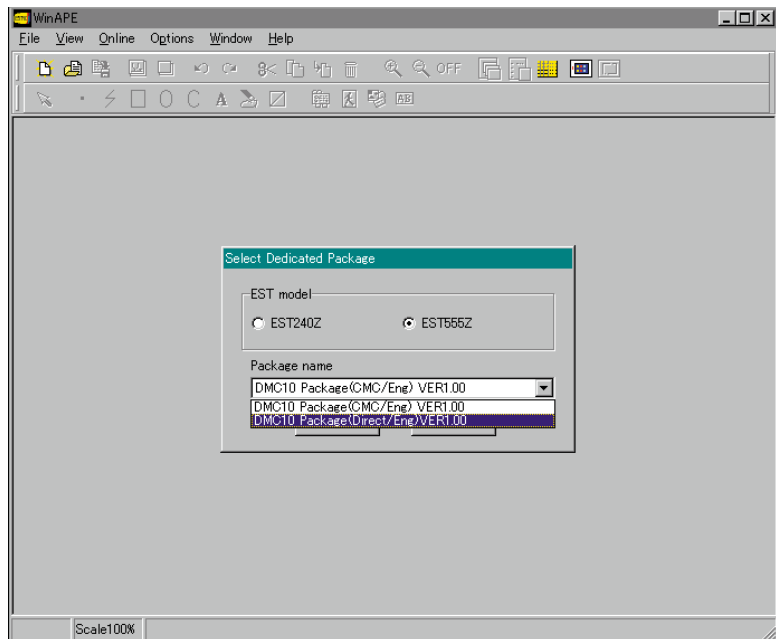 WinAPE
File View Online Options Window Help
OFF
A AB
Select Dedicated Package
EST model
EST240Z EST555Z
Package name
DMC10 Package(CMC/Eng) VER1.00
DMC10 Package(CMC/Eng) VER1.00
DMC10 Package(Direct/Eng)VER1.00
Scale100%